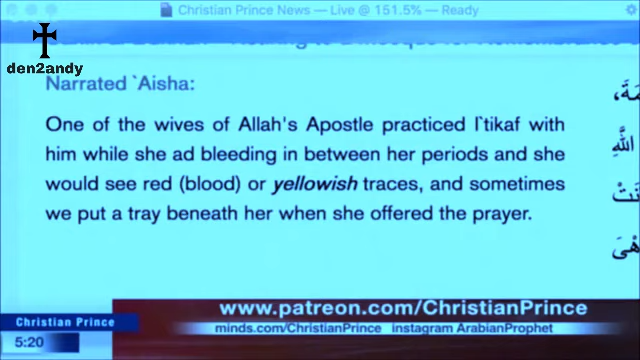 Christian Prince News — Live @ 151.5% — Ready
den2andy
Narrated `Aisha:
One of the wives of Allah's Apostle practiced I`tikaf with
him while she ad bleeding in between her periods and she
would see red (blood) or yellowish traces, and sometimes
we put a tray beneath her when she offered the prayer.
اللَّهِ
www.patreon.com/ChristianPrince
minds.com/ChristianPrince instagram ArabianProphet
Christian Prince
5:20